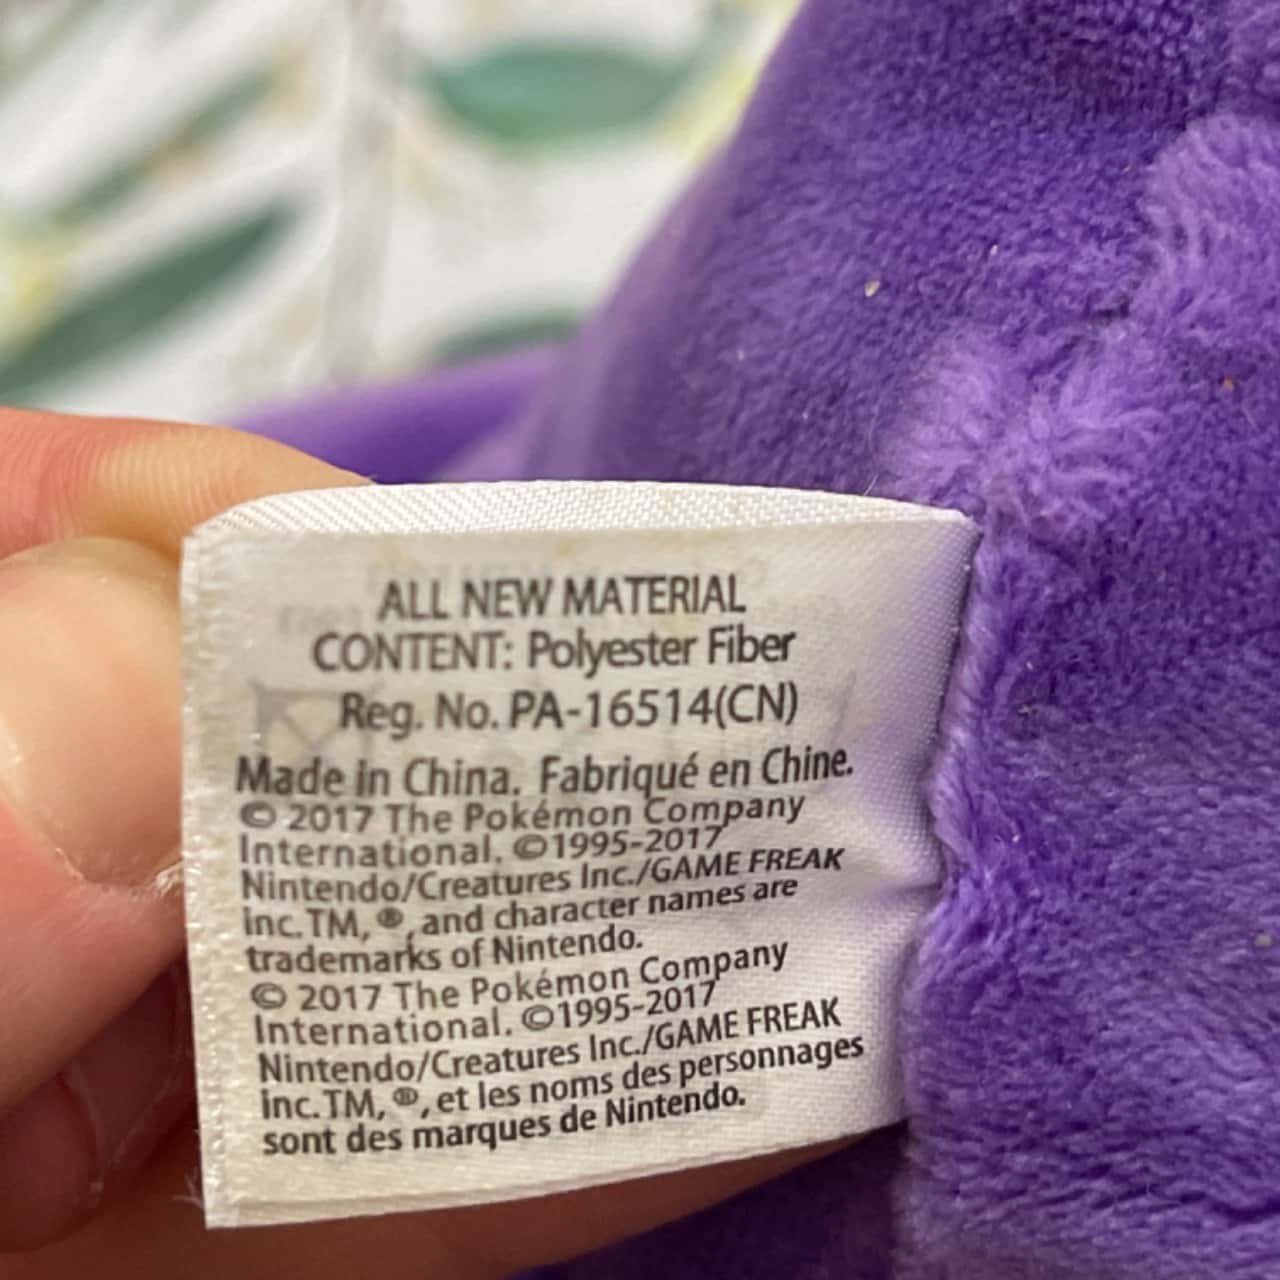 ALL NEW MATERIAL
CONTENT: Polyester Fiber
Reg. No. PA-16514(CN)
Made in China. Fabriqué en Chine.
© 2017 The Pokémon Company
International. ©1995-2017
Nintendo/Creatures Inc./GAME FREAK
inc.TM, ®,and character names are
trademarks of Nintendo.
© 2017 The Pokémon Company
International. ©1995-2017
Nintendo/Creatures Inc./GAME FREAK
inc.TM, ®,et les noms des personnages
sont des marques de Nintendo.